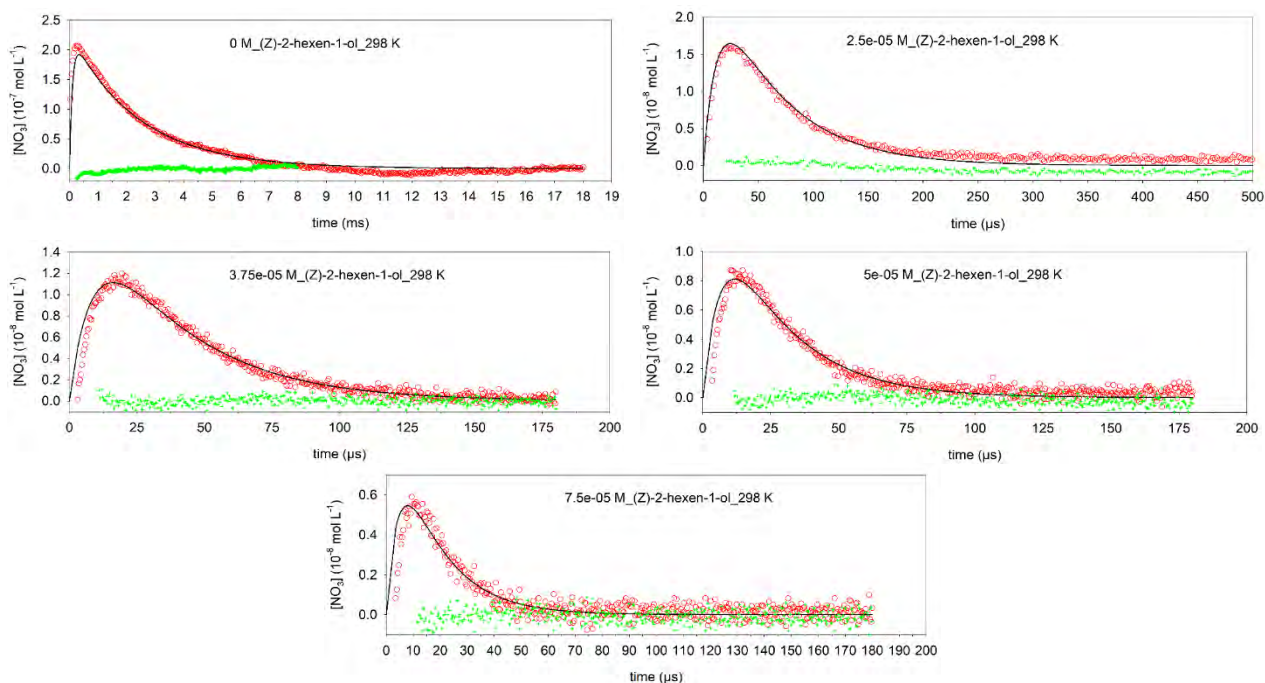 0 M_(Z)-2-hexen-1-ol_298 K
[NO₃] (10⁻⁷ mol L⁻¹)
2.5
2.0
1.5
1.0
0.5
0.0
0 1 2 3 4 5 6 7 8 9 10 11 12 13 14 15 16 17 18 19
time (ms)
2.5e-05 M_(Z)-2-hexen-1-ol_298 K
[NO₃] (10⁻⁸ mol L⁻¹)
2.0
1.5
1.0
0.5
0.0
0 50 100 150 200 250 300 350 400 450 500
time (µs)
3.75e-05 M_(Z)-2-hexen-1-ol_298 K
[NO₃] (10⁻⁸ mol L⁻¹)
1.4
1.2
1.0
0.8
0.6
0.4
0.2
0.0
0 25 50 75 100 125 150 175 200
time (µs)
5e-05 M_(Z)-2-hexen-1-ol_298 K
[NO₃] (10⁻⁸ mol L⁻¹)
1.0
0.8
0.6
0.4
0.2
0.0
0 25 50 75 100 125 150 175 200
time (µs)
7.5e-05 M_(Z)-2-hexen-1-ol_298 K
[NO₃] (10⁻⁸ mol L⁻¹)
0.6
0.4
0.2
0.0
0 10 20 30 40 50 60 70 80 90 100 110 120 130 140 150 160 170 180 190 200
time (µs)